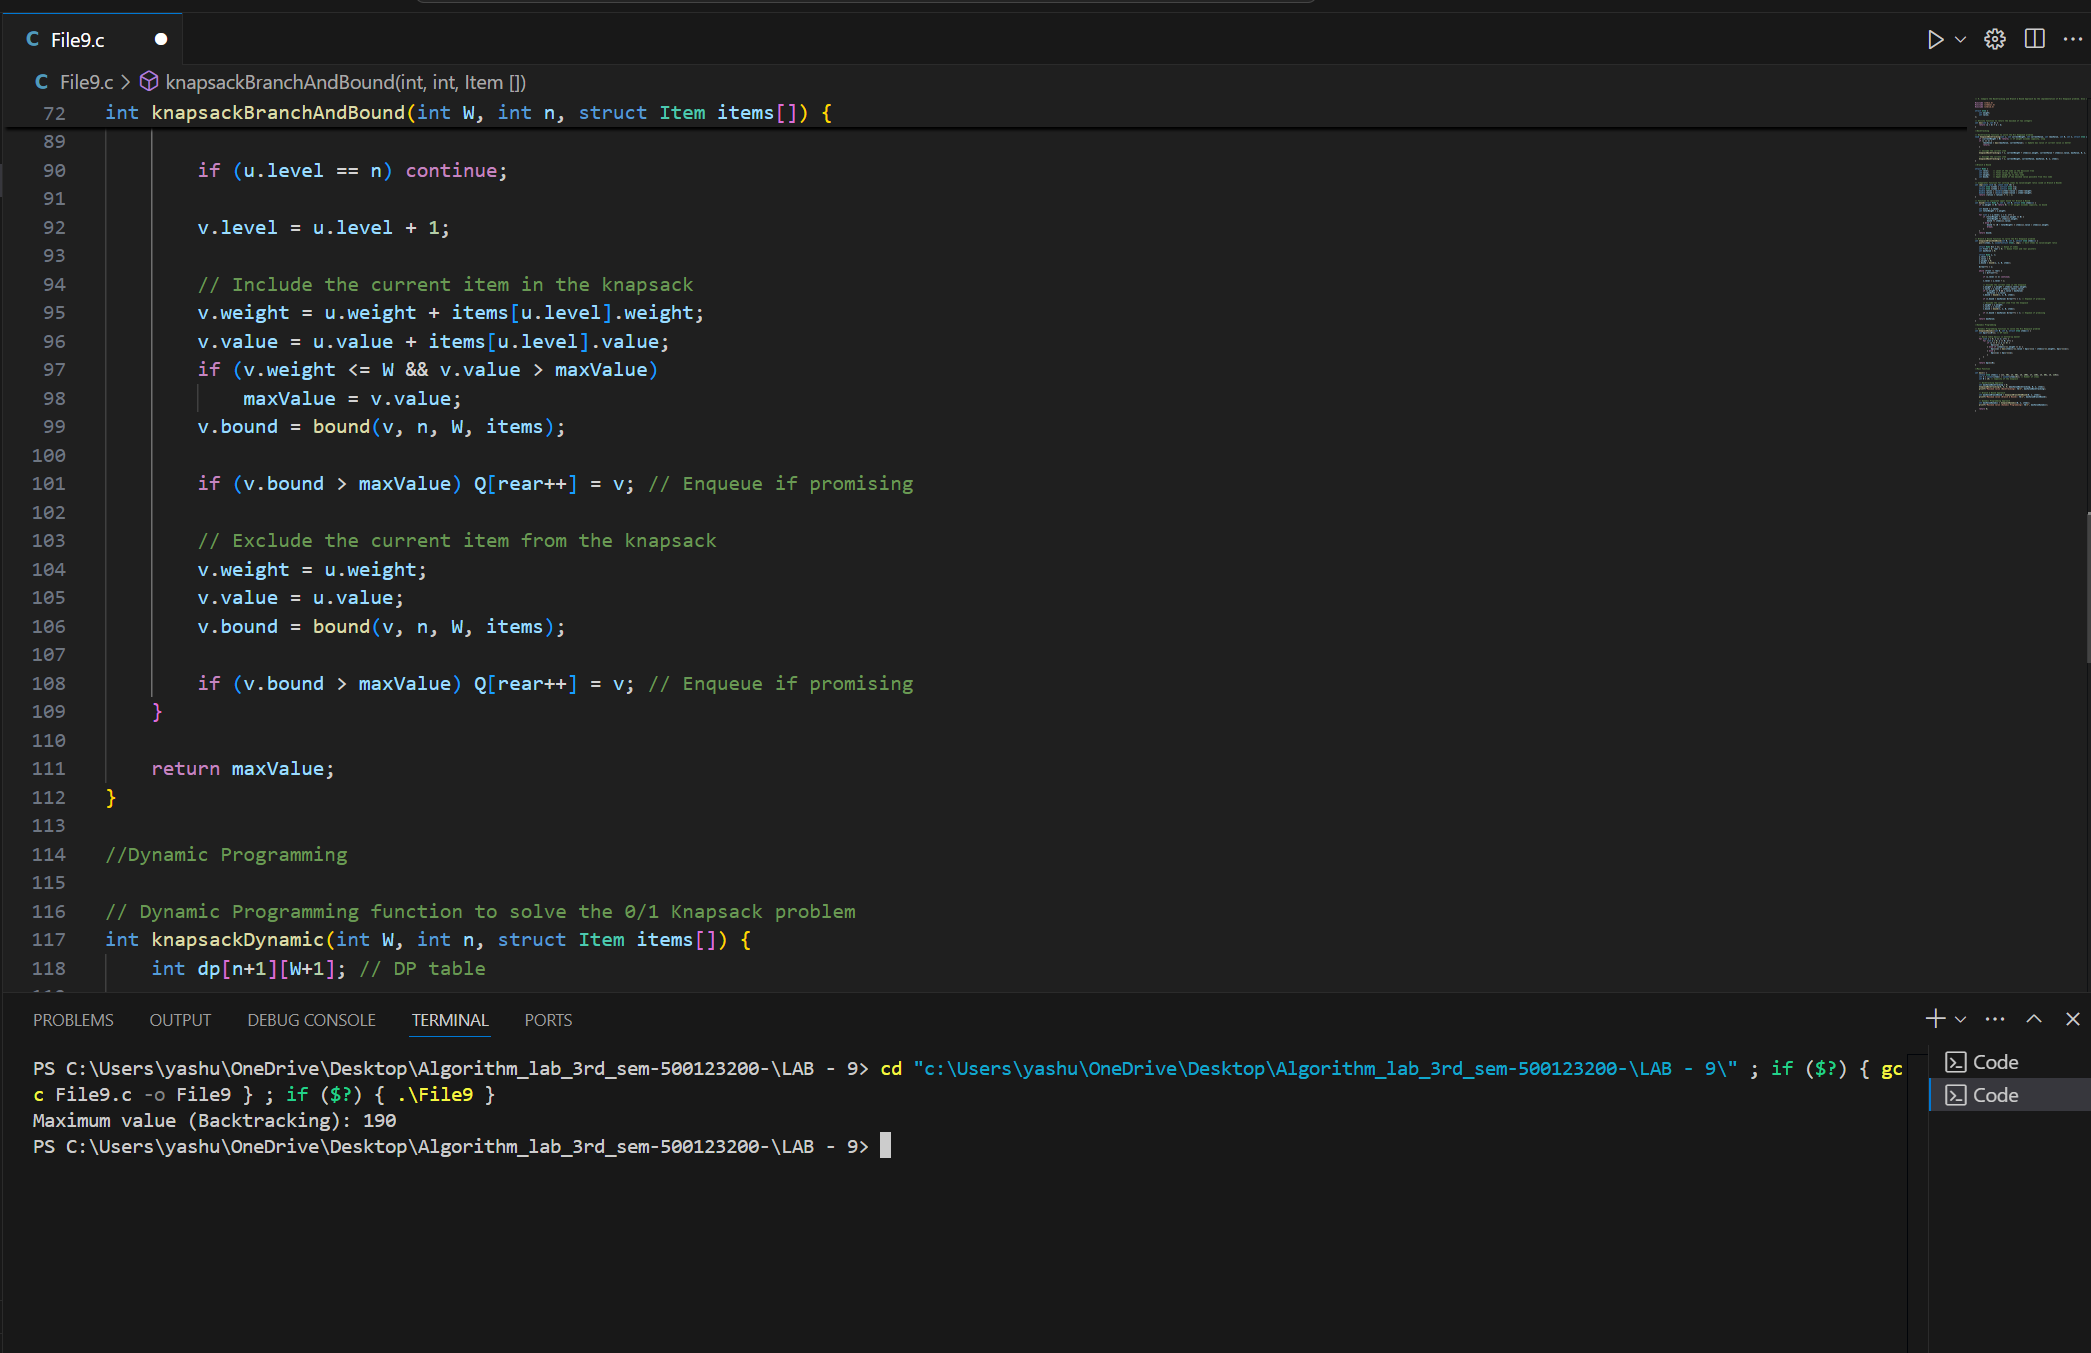 File9.c
File9.c > knapsackBranchAndBound(int, int, Item [])
72 int knapsackBranchAndBound(int W, int n, struct Item items[]) {
89
90 if (u.level == n) continue;
91
92 v.level = u.level + 1;
93
94 // Include the current item in the knapsack
95 v.weight = u.weight + items[u.level].weight;
96 v.value = u.value + items[u.level].value;
97 if (v.weight <= W && v.value > maxValue)
98 maxValue = v.value;
99 v.bound = bound(v, n, W, items);
100
101 if (v.bound > maxValue) Q[rear++] = v; // Enqueue if promising
102
103 // Exclude the current item from the knapsack
104 v.weight = u.weight;
105 v.value = u.value;
106 v.bound = bound(v, n, W, items);
107
108 if (v.bound > maxValue) Q[rear++] = v; // Enqueue if promising
109 }
110
111 return maxValue;
112 }
113
114 //Dynamic Programming
115
116 // Dynamic Programming function to solve the 0/1 Knapsack problem
117 int knapsackDynamic(int W, int n, struct Item items[]) {
118 int dp[n+1][W+1]; // DP table
PROBLEMS OUTPUT DEBUG CONSOLE TERMINAL PORTS
PS C:\Users\yashu\OneDrive\Desktop\Algorithm_lab_3rd_sem-500123200-\LAB - 9> cd "c:\Users\yashu\OneDrive\Desktop\Algorithm_lab_3rd_sem-500123200-\LAB - 9\" ; if ($?) { gc
c File9.c -o File9 } ; if ($?) { .\File9 }
Maximum value (Backtracking): 190
PS C:\Users\yashu\OneDrive\Desktop\Algorithm_lab_3rd_sem-500123200-\LAB - 9>
Code
Code